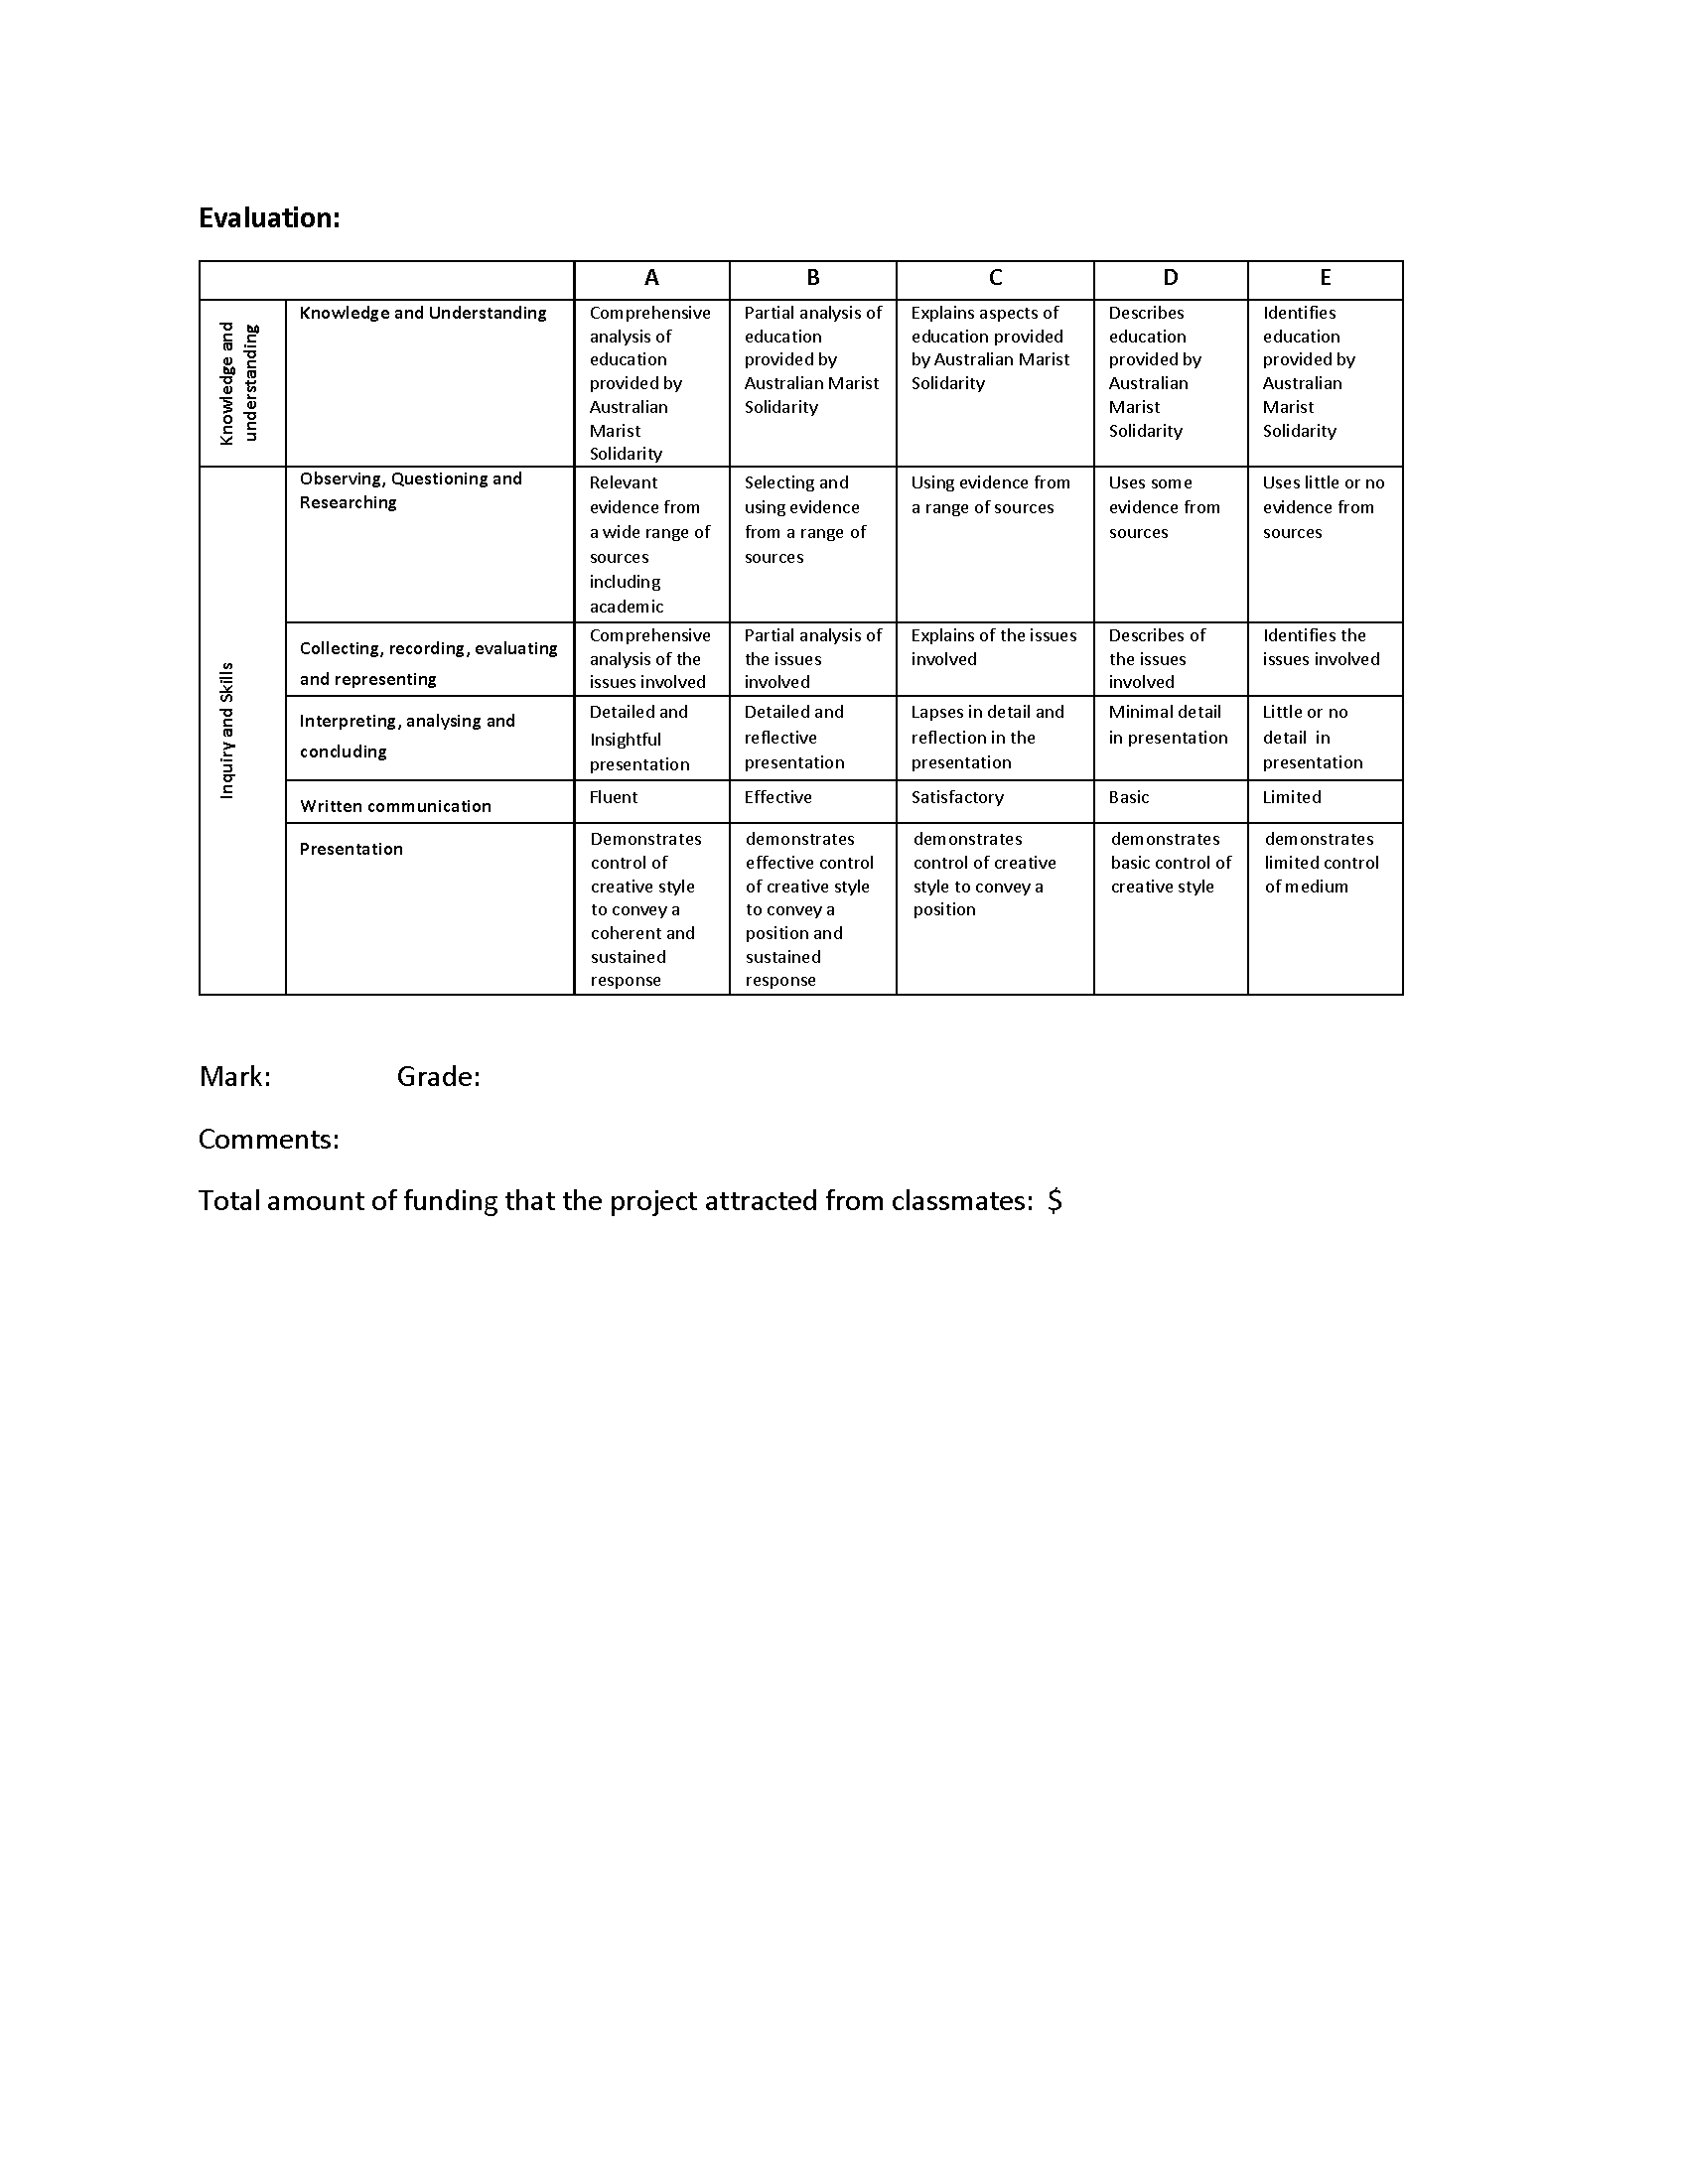 Evaluation:
A B C D E
Knowledge and
understanding
Knowledge and Understanding
Comprehensive
analysis of
education
provided by
Australian
Marist
Solidarity
Partial analysis of
education
provided by
Australian Marist
Solidarity
Explains aspects of
education provided
by Australian Marist
Solidarity
Describes
education
provided by
Australian
Marist
Solidarity
Identifies
education
provided by
Australian
Marist
Solidarity
Inquiry and Skills
Observing, Questioning and
Researching
Relevant
evidence from
a wide range of
sources
including
academic
Selecting and
using evidence
from a range of
sources
Using evidence from
a range of sources
Uses some
evidence from
sources
Uses little or no
evidence from
sources
Collecting, recording, evaluating
and representing
Comprehensive
analysis of the
issues involved
Partial analysis of
the issues
involved
Explains of the issues
involved
Describes of
the issues
involved
Identifies the
issues involved
Interpreting, analysing and
concluding
Detailed and
Insightful
presentation
Detailed and
reflective
presentation
Lapses in detail and
reflection in the
presentation
Minimal detail
in presentation
Little or no
detail in
presentation
Written communication
Fluent
Effective
Satisfactory
Basic
Limited
Presentation
Demonstrates
control of
creative style
to convey a
coherent and
sustained
response
demonstrates
effective control
of creative style
to convey a
position and
sustained
response
demonstrates
control of creative
style to convey a
position
demonstrates
basic control of
creative style
demonstrates
limited control
of medium
Mark: Grade:
Comments:
Total amount of funding that the project attracted from classmates: $